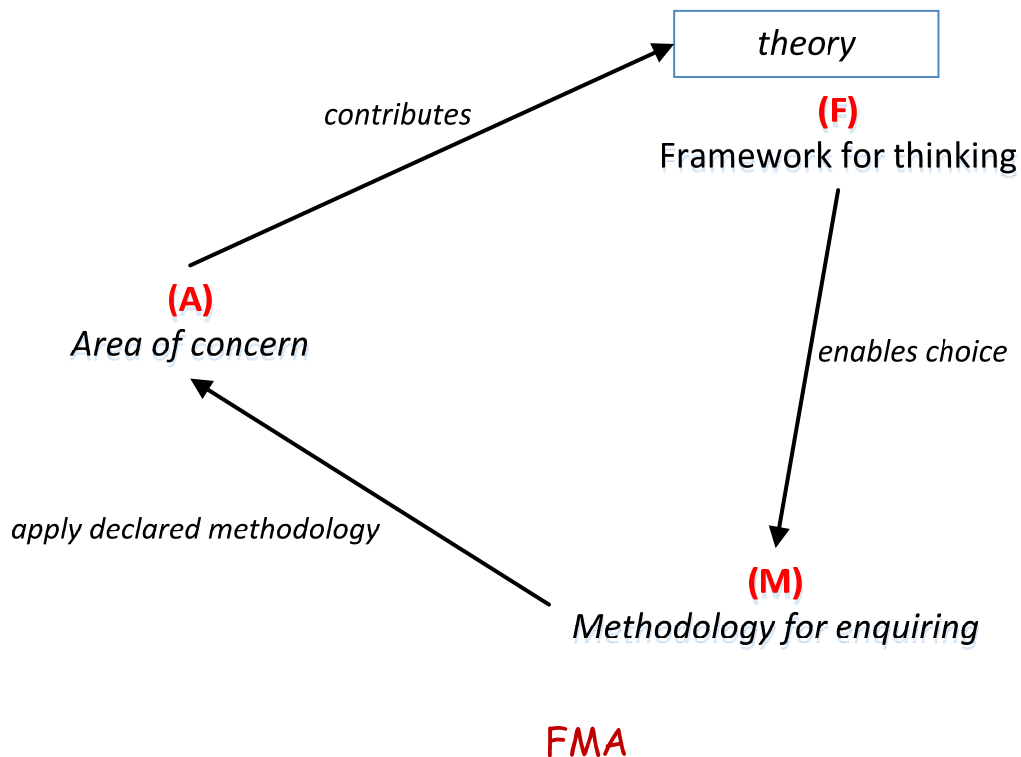 theory
contributes
(F)
Framework for thinking
(A)
Area of concern
enables choice
apply declared methodology
(M)
Methodology for enquiring
FMA